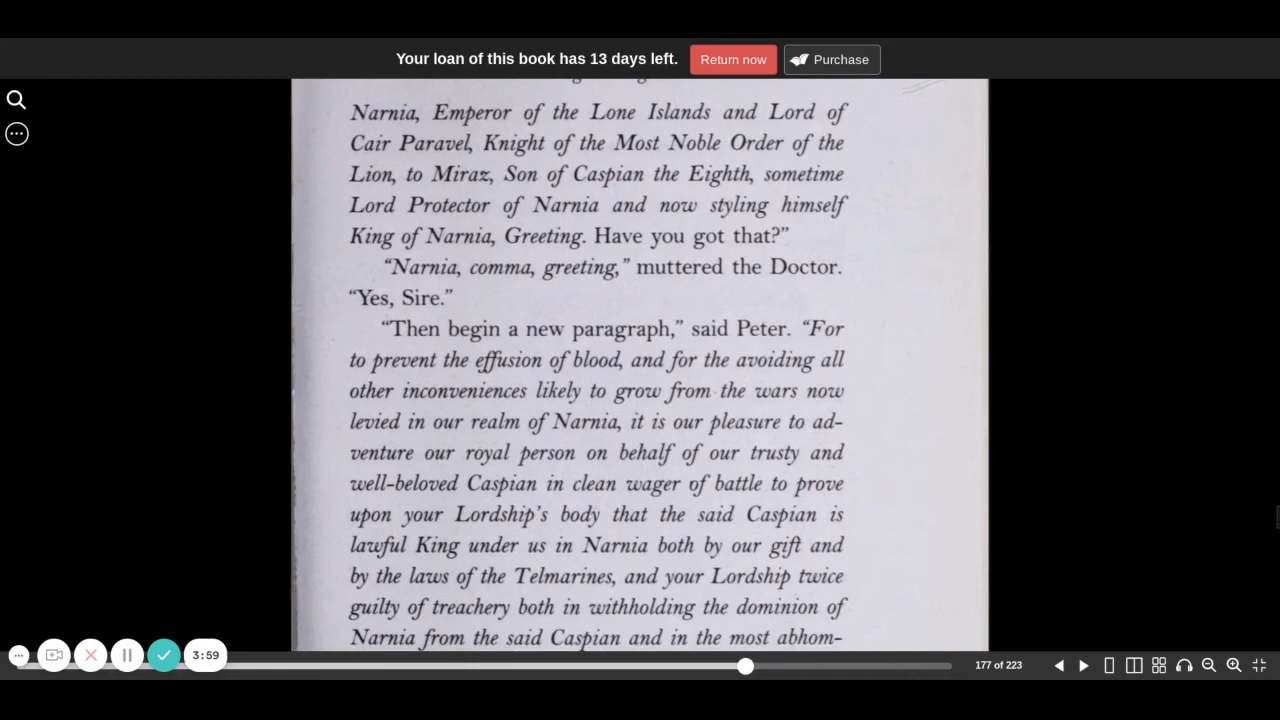 Your loan of this book has 13 days left. Return now Purchase
Narnia, Emperor of the Lone Islands and Lord of
Cair Paravel, Knight of the Most Noble Order of the
Lion, to Miraz, Son of Caspian the Eighth, sometime
Lord Protector of Narnia and now styling himself
King of Narnia, Greeting. Have you got that?”
“Narnia, comma, greeting,” muttered the Doctor.
“Yes, Sire.”
“Then begin a new paragraph,” said Peter. “For
to prevent the effusion of blood, and for the avoiding all
other inconveniences likely to grow from the wars now
levied in our realm of Narnia, it is our pleasure to ad-
venture our royal person on behalf of our trusty and
well-beloved Caspian in clean wager of battle to prove
upon your Lordship’s body that the said Caspian is
lawful King under us in Narnia both by our gift and
by the laws of the Telmarines, and your Lordship twice
guilty of treachery both in withholding the dominion of
Narnia from the said Caspian and in the most abhom-
3:59
177 of 223